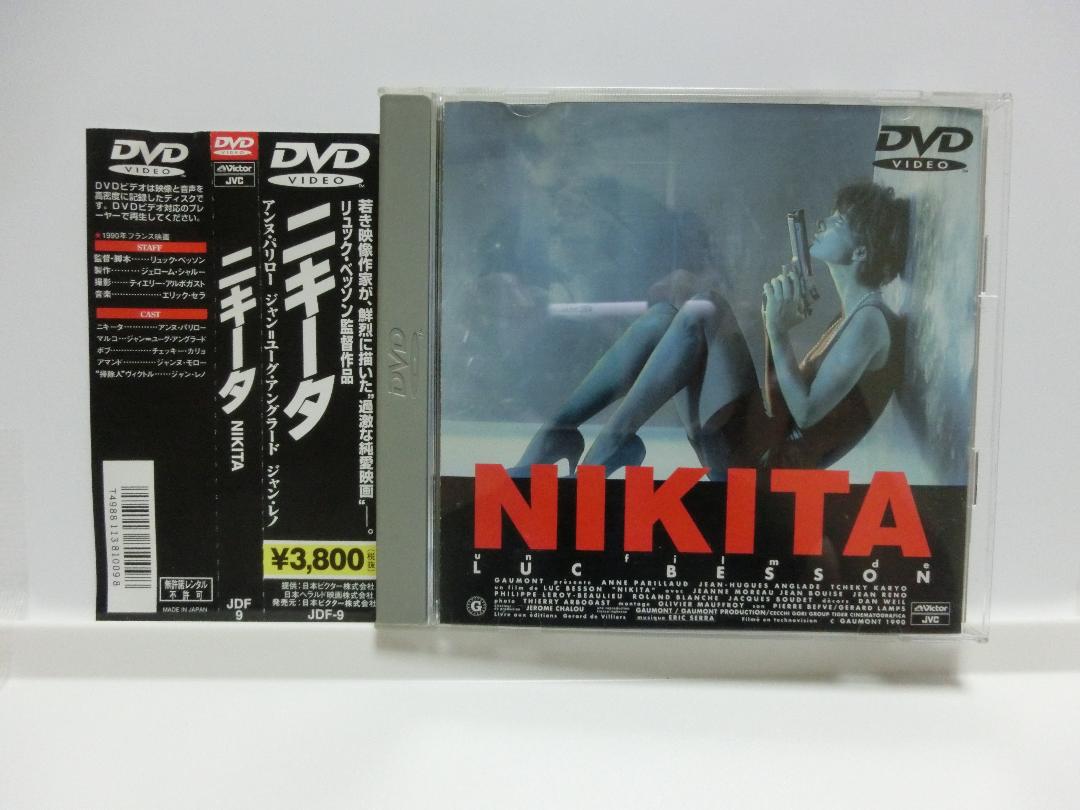 DVD
VIDEO
DVDビデオは映像と音声を
高密度に記録したディスクで
す。DVDビデオ対応のプレ
ーヤーで再生してください。
★1990年フランス映画
STAFF
監督・脚本……リュック・ベッソン
製作………ジェローム・シャルー
撮影……ティエリー・アルボガスト
音楽………………エリック・セラ
CAST
ニキータ…………アンヌ・パリロー
マルコ…ジャン=ユーグ・アングラード
ボブ…………チェッキー・カリョ
アマンド…………ジャンヌ・モロー
"掃除人"ヴィクトル……ジャン・レノ
T4988113810098
無許諾レンタル
不許可
MADE IN JAPAN
DVD
VIDEO
Victor
JVC
ニキータ
NIKITA
JDF
9
DVD
VIDEO
TM
若き映像作家が、鮮烈に描いた"過激な純愛映画"―。
リュック・ベッソン監督作品
ニキータ
アンヌ・パリロー ジャン=ユーグ・アングラード ジャン・レノ
¥3,800(税抜)
提供:日本ビクター株式会社
日本ヘラルド映画株式会社
発売元:日本ビクター株式会社
JDF-9
DVD
DVD
VIDEO
TM
NIKITA
un film de
LUC BESSON
GAUMONT présente ANNE PARILLAUD JEAN-HUGUES ANGLADE TCHEKY KARYO
un film de LUC BESSON "NIKITA" avec JEANNE MOREAU JEAN BOUISE JEAN RENO
PHILIPPE LEROY-BEAULIEU ROLAND BLANCHE JACQUES BOUDET décors DAN WEIL
photo THIERRY ARBOGAST montage OLIVIER MAUFFROY son PIERRE BEFVE/GERARD LAMPS
JEROME CHALOU GAUMONT / GAUMONT PRODUCTION/CECCHI GORI GROUP TIGER CINEMATOGRAFICA
Livre aux éditions Gerard de Villiers musique ERIC SERRA Filmé en technovision © GAUMONT 1990
G
Victor
JVC